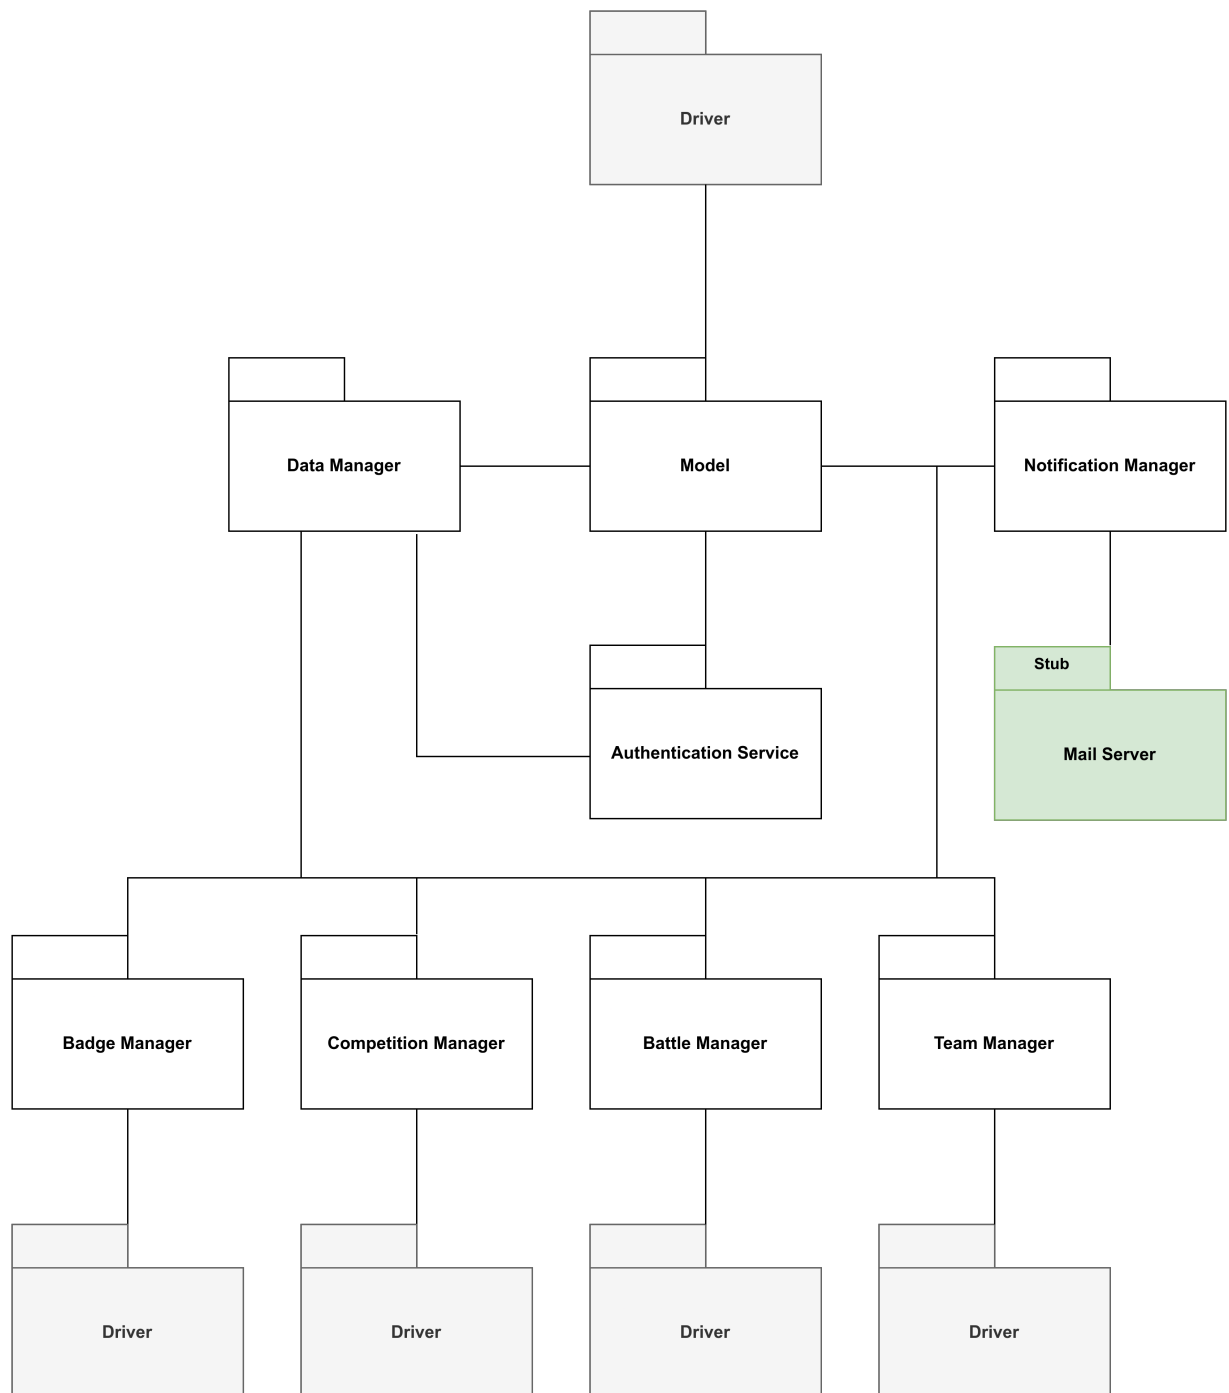 Driver
Data Manager
Model
Notification Manager
Stub
Authentication Service
Mail Server
Badge Manager
Competition Manager
Battle Manager
Team Manager
Driver
Driver
Driver
Driver